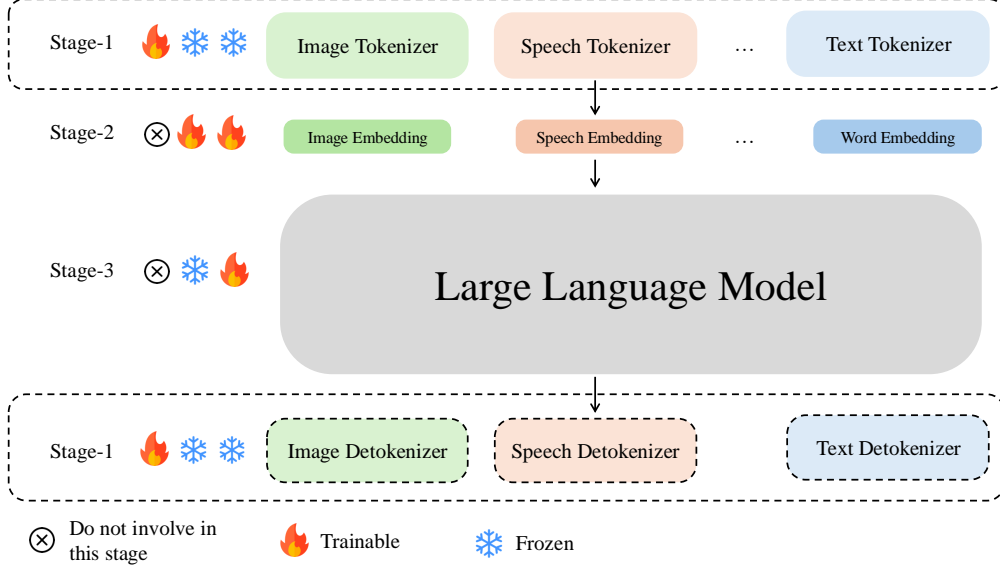 Stage-1
Image Tokenizer
Speech Tokenizer
...
Text Tokenizer
Stage-2
Image Embedding
Speech Embedding
...
Word Embedding
Stage-3
Large Language Model
Stage-1
Image Detokenizer
Speech Detokenizer
Text Detokenizer
Do not involve in
this stage
Trainable
Frozen